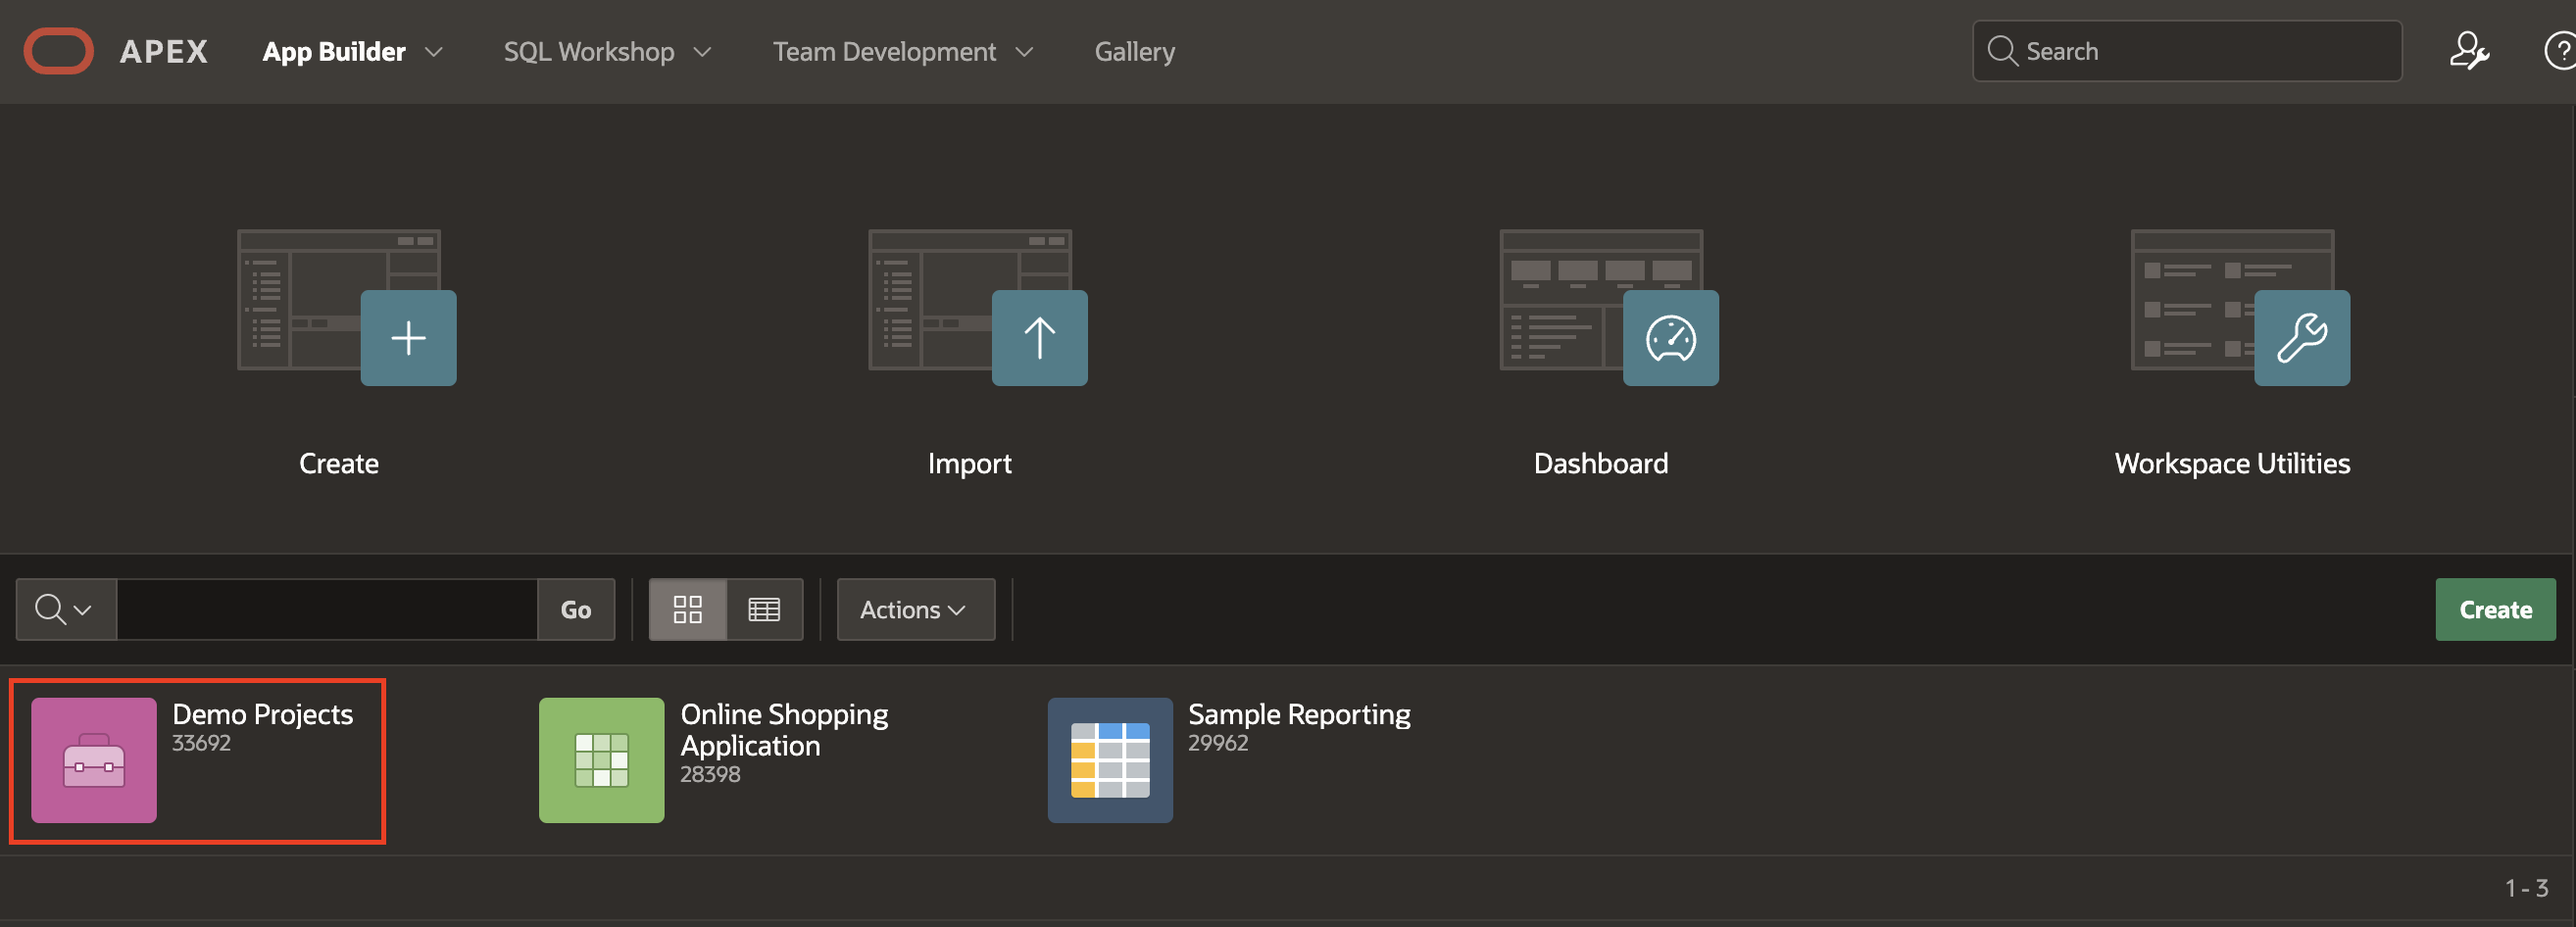 APEX App Builder SQL Workshop Team Development Gallery Search ?
Create Import Dashboard Workspace Utilities
Go Actions Create
Demo Projects
33692
Online Shopping
Application
28398
Sample Reporting
29962
1 - 3